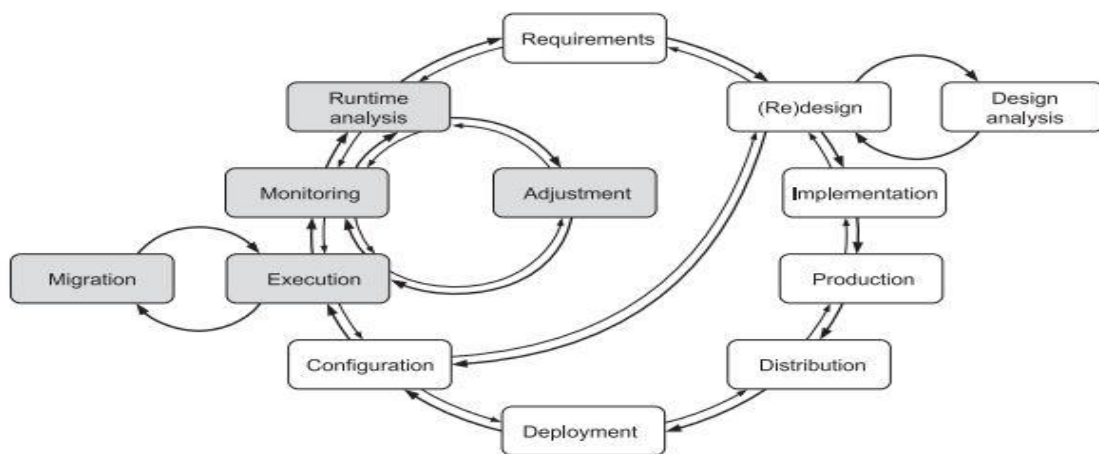 Requirements
Runtime
analysis
(Re)design
Design
analysis
Monitoring
Adjustment
Implementation
Migration
Execution
Production
Configuration
Distribution
Deployment